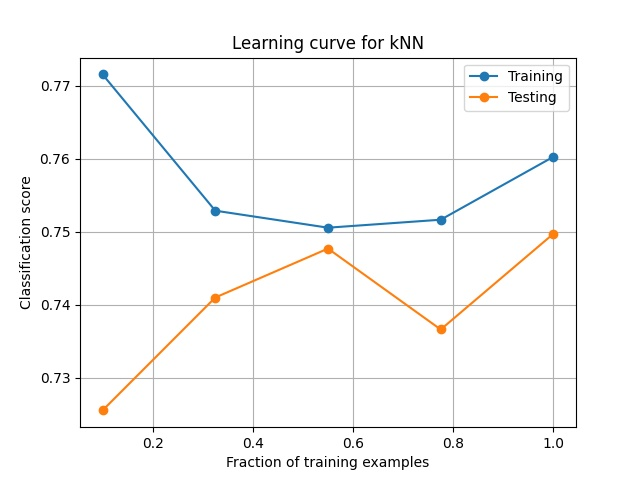 Learning curve for kNN
Training
Testing
Classification score
0.77
0.76
0.75
0.74
0.73
0.2 0.4 0.6 0.8 1.0
Fraction of training examples